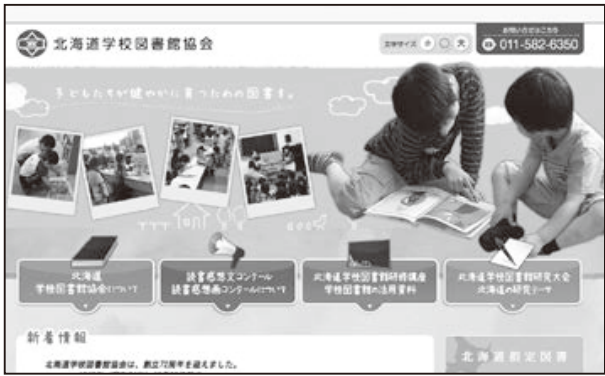 北海道学校図書館協会
文字サイズ 小 大
お問い合せはこちら
011-582-6350
子どもたちが健やかに育つための図書を。
北海道
学校図書館協会について
読書感想文コンクール
読書感想画コンクールについて
北海道学校図書館研修講座
学校図書館の活用資料
北海道学校図書館研究大会
北海道の研究テーマ
新着情報
北海道学校図書館協会は、創立71周年を迎えました。
北海道指定図書